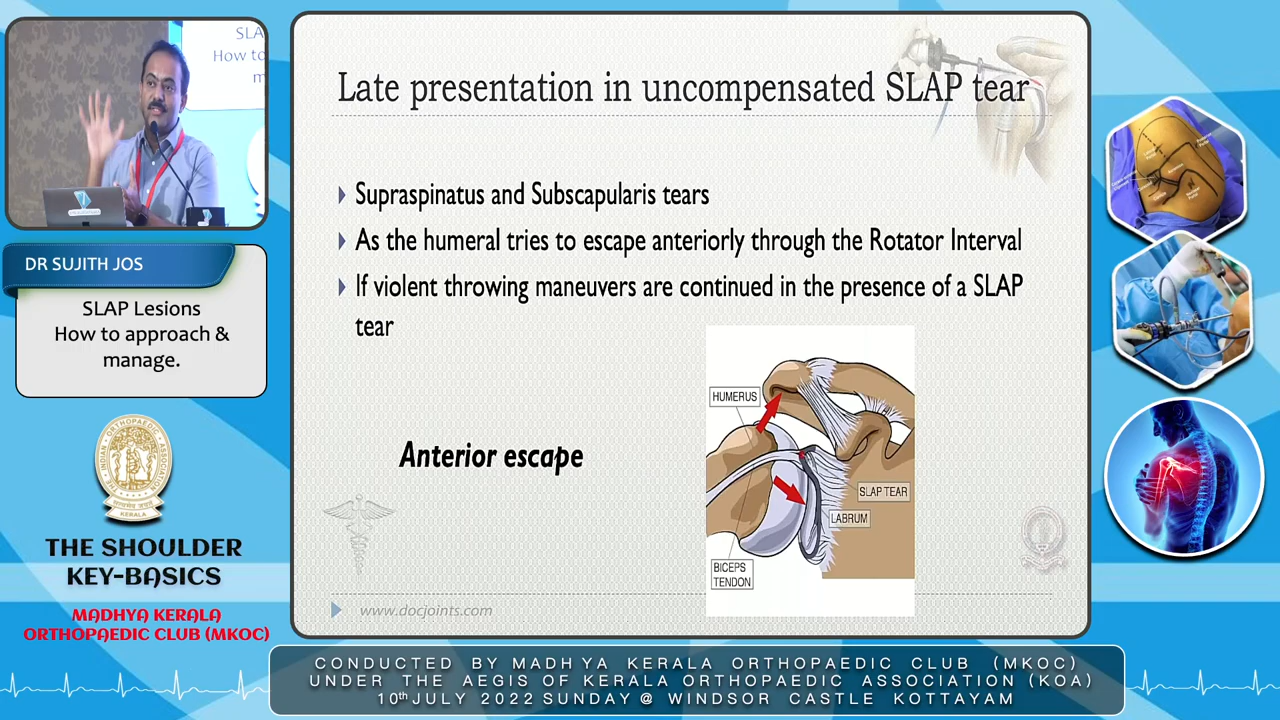 SLA
How to
m
DR SUJITH JOS
SLAP Lesions
How to approach &
manage.
THE SHOULDER
KEY-BASICS
MADHYA KERALA
ORTHOPAEDIC CLUB (MKOC)
Late presentation in uncompensated SLAP tear
Supraspinatus and Subscapularis tears
As the humeral tries to escape anteriorly through the Rotator Interval
If violent throwing maneuvers are continued in the presence of a SLAP
tear
Anterior escape
HUMERUS
SLAP TEAR
LABRUM
BICEPS
TENDON
www.docjoints.com
CONDUCTED BY MADHYA KERALA ORTHOPAEDIC CLUB (MKOC)
UNDER THE AEGIS OF KERALA ORTHOPAEDIC ASSOCIATION (KOA)
10th JULY 2022 SUNDAY @ WINDSOR CASTLE KOTTAYAM